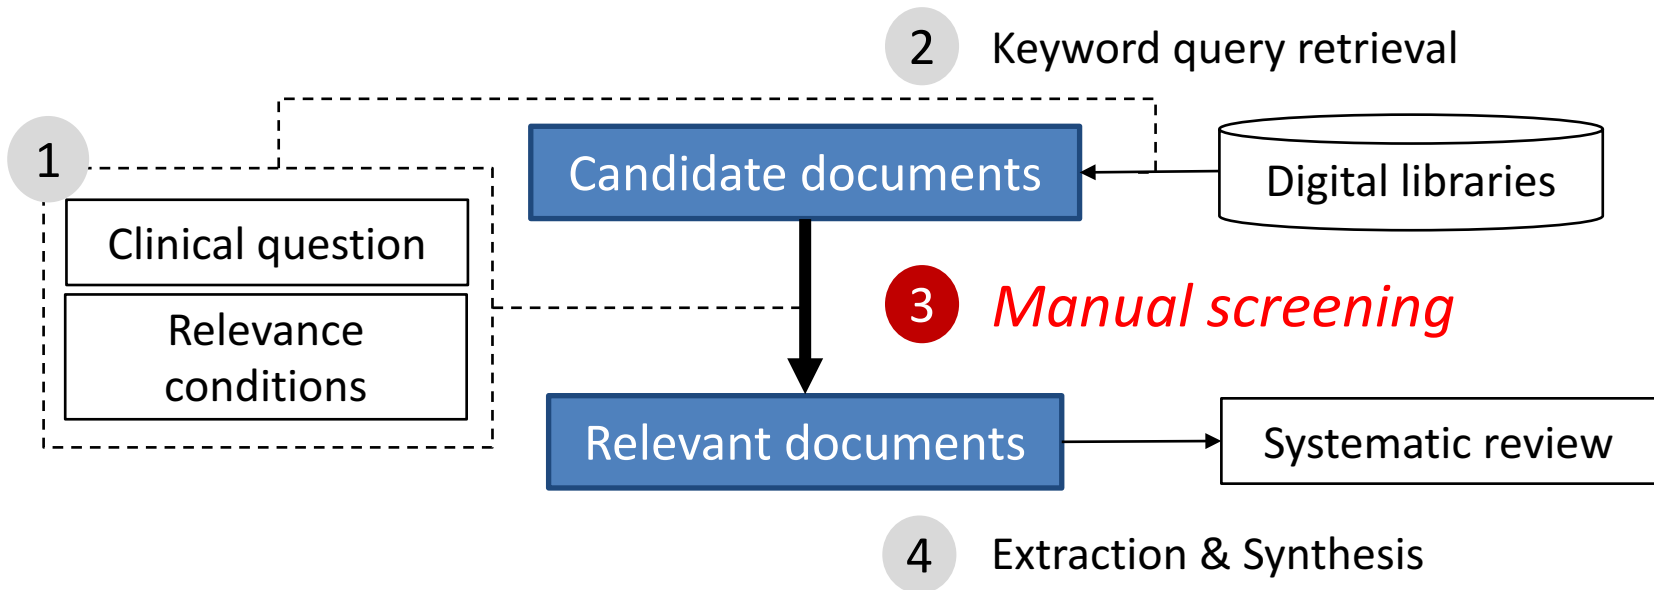 2
Keyword query retrieval
1
Candidate documents
Digital libraries
Clinical question
Relevance
conditions
3
Manual screening
Relevant documents
Systematic review
4
Extraction & Synthesis